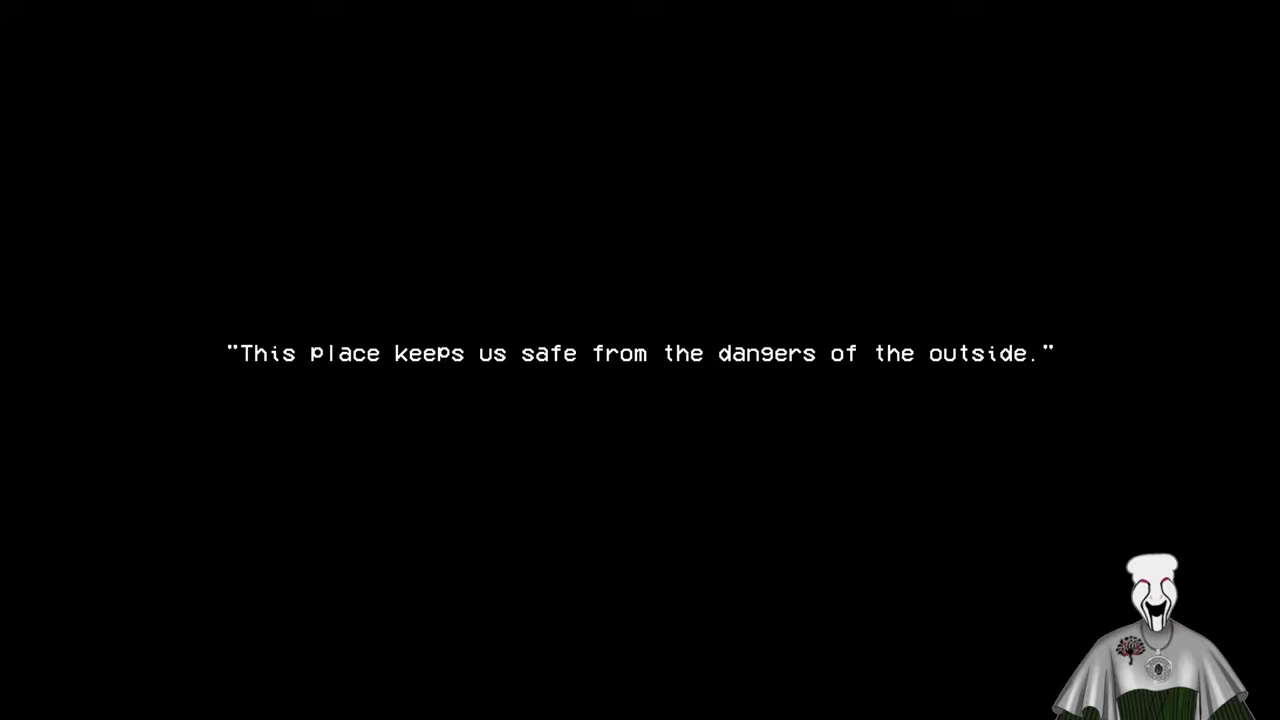 "This place keeps us safe from the dangers of the outside."